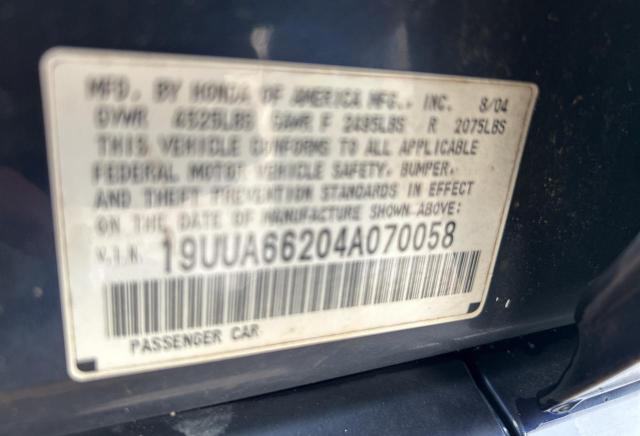 MFD. BY HONDA OF AMERICA MFG., INC. 8/04
GVWR 4525LBS GAWR F 2495LBS R 2075LBS
THIS VEHICLE CONFORMS TO ALL APPLICABLE
FEDERAL MOTOR VEHICLE SAFETY, BUMPER,
AND THEFT PREVENTION STANDARDS IN EFFECT
ON THE DATE OF MANUFACTURE SHOWN ABOVE:
V.I.N. 19UUA66204A070058
PASSENGER CAR